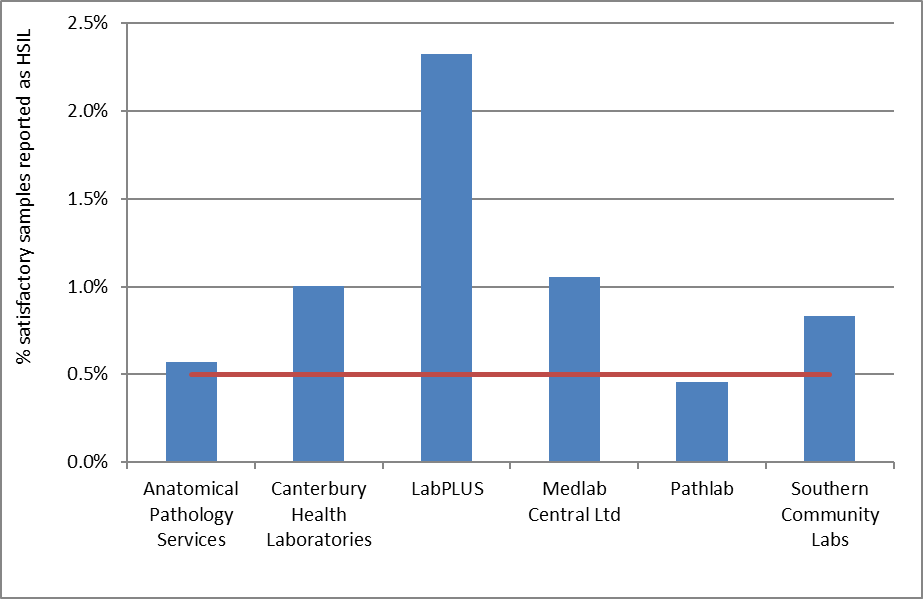 % satisfactory samples reported as HSIL
2.5%
2.0%
1.5%
1.0%
0.5%
0.0%
Anatomical
Pathology
Services
Canterbury
Health
Laboratories
LabPLUS
Medlab
Central Ltd
Pathlab
Southern
Community
Labs